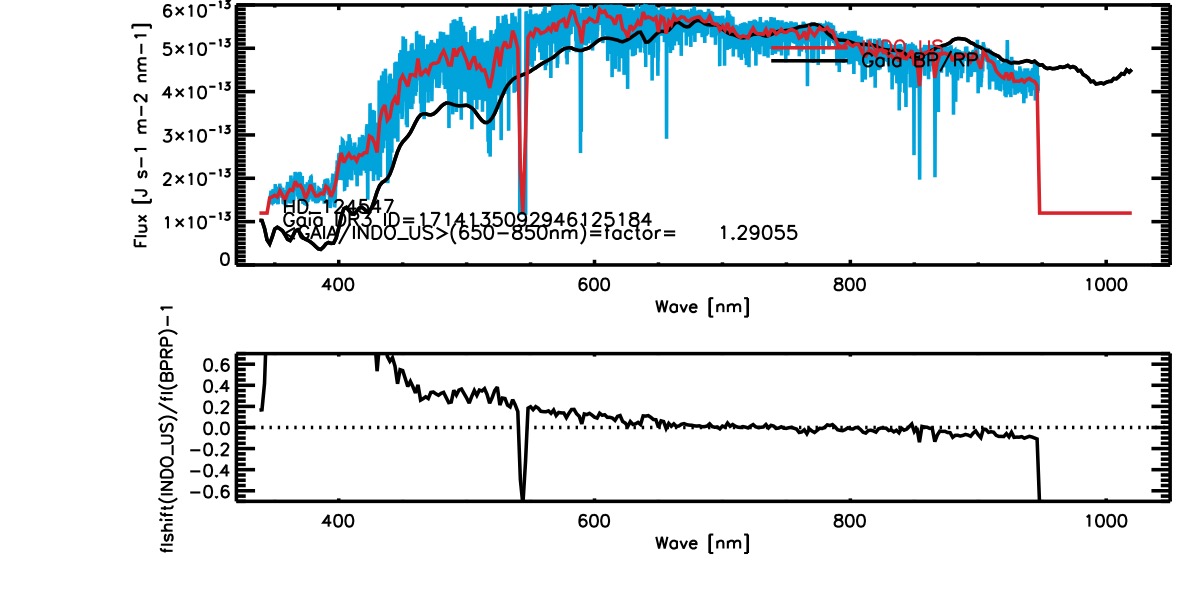 6×10−13
5×10−13
4×10−13
3×10−13
2×10−13
1×10−13
0
Flux [J s−1 m−2 nm−1]
INDO_US
Gaia BP/RP
HD_124547
Gaia DR3 ID=1714135092946125184
<GAIA/INDO_US>(650−850nm)=factor= 1.29055
400 600 800 1000
Wave [nm]
flshift(INDO_US)/fl(BPRP)−1
0.6
0.4
0.2
0.0
−0.2
−0.4
−0.6
400 600 800 1000
Wave [nm]